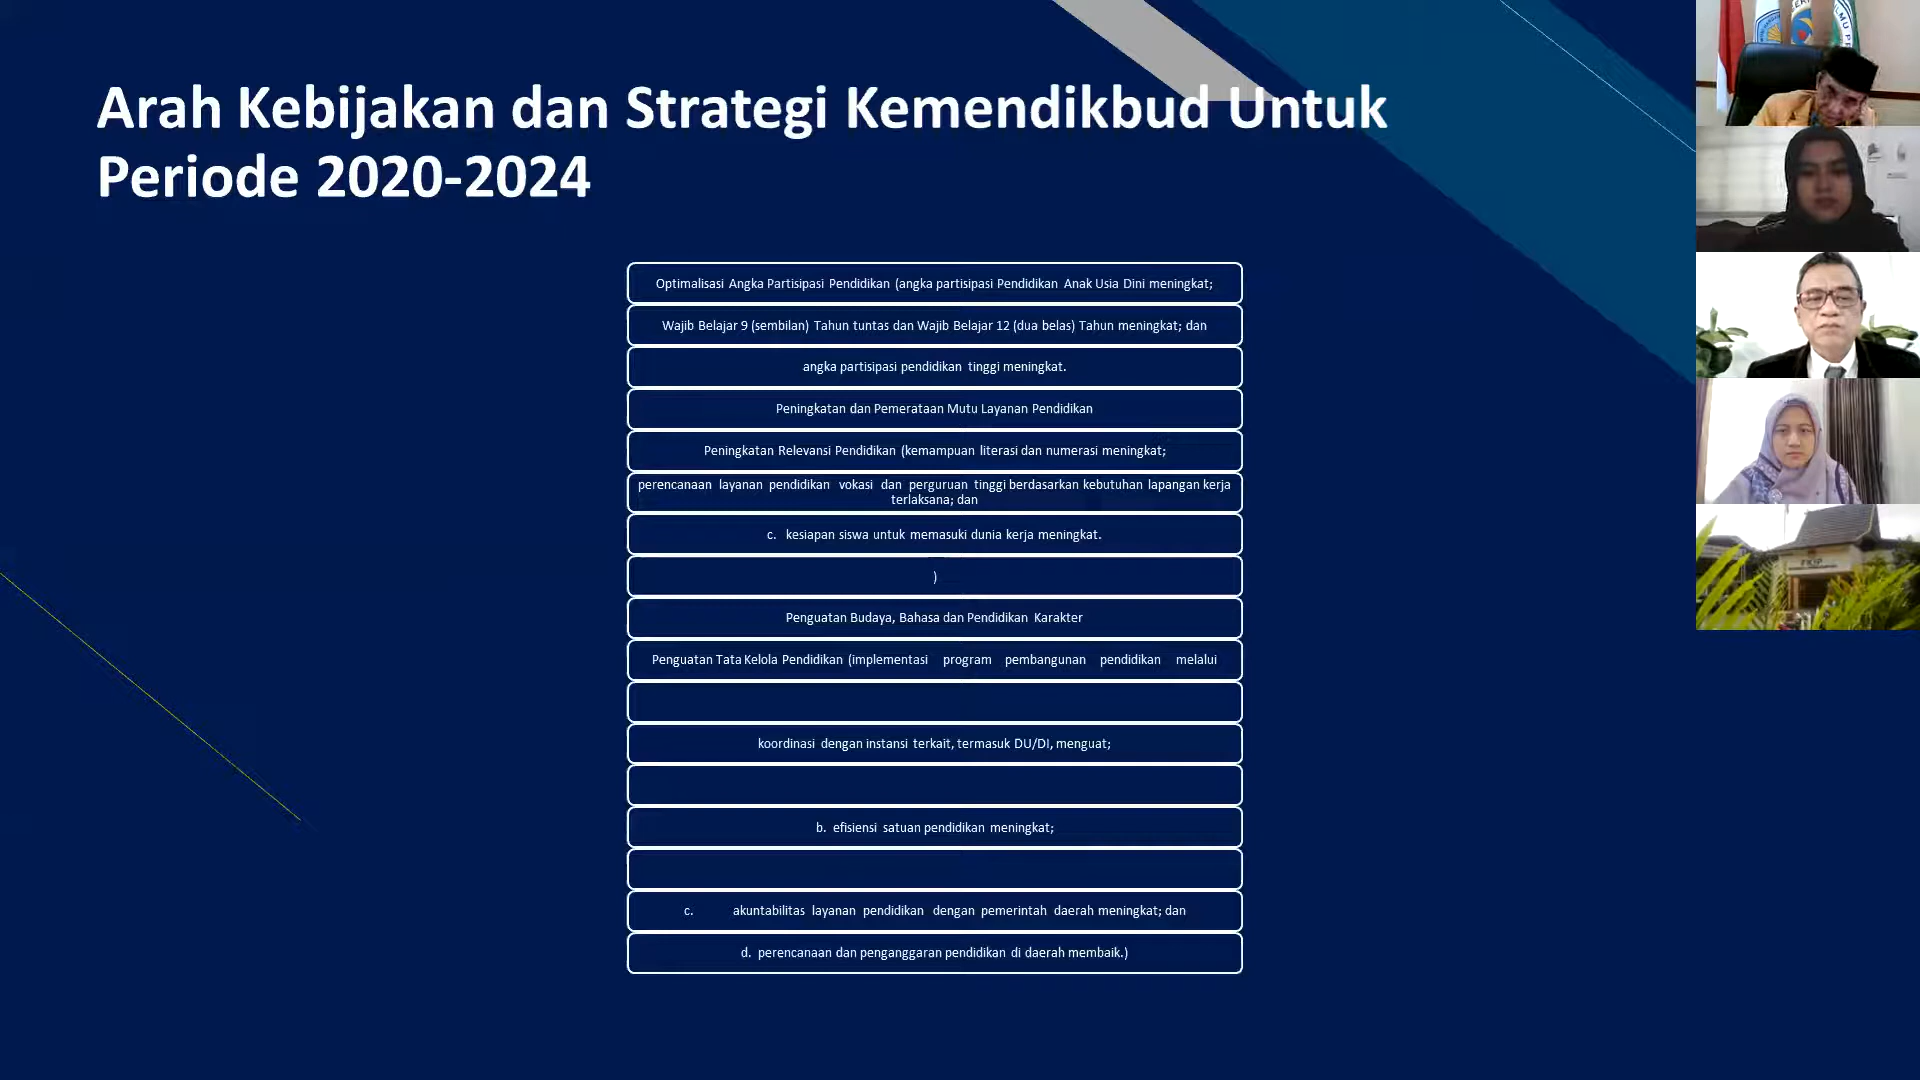 Arah Kebijakan dan Strategi Kemendikbud Untuk
Periode 2020-2024
Optimalisasi Angka Partisipasi Pendidikan (angka partisipasi Pendidikan Anak Usia Dini meningkat;
Wajib Belajar 9 (sembilan) Tahun tuntas dan Wajib Belajar 12 (dua belas) Tahun meningkat; dan
angka partisipasi pendidikan tinggi meningkat.
Peningkatan dan Pemerataan Mutu Layanan Pendidikan
Peningkatan Relevansi Pendidikan (kemampuan literasi dan numerasi meningkat;
perencanaan layanan pendidikan vokasi dan perguruan tinggi berdasarkan kebutuhan lapangan kerja
terlaksana; dan
c. kesiapan siswa untuk memasuki dunia kerja meningkat.
)
Penguatan Budaya, Bahasa dan Pendidikan Karakter
Penguatan Tata Kelola Pendidikan (implementasi program pembangunan pendidikan melalui
koordinasi dengan instansi terkait, termasuk DU/DI, menguat;
b. efisiensi satuan pendidikan meningkat;
c. akuntabilitas layanan pendidikan dengan pemerintah daerah meningkat; dan
d. perencanaan dan penganggaran pendidikan di daerah membaik.)
FKIP